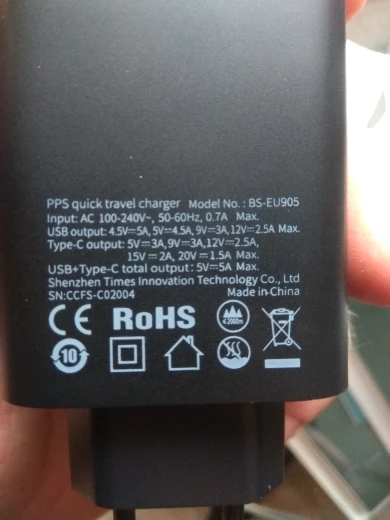 PPS quick travel charger Model No.: BS-EU905
Input: AC 100-240V~, 50-60Hz, 0.7A Max.
USB output: 4.5V⎓5A, 5V⎓4.5A, 9V⎓3A,12V⎓2.5A Max.
Type-C output: 5V⎓3A,9V⎓3A,12V⎓2.5A,
15V⎓2A, 20V⎓1.5A Max.
USB+Type-C total output: 5V⎓5A Max.
Shenzhen Times Innovation Technology Co., Ltd
SN:CCFS-C02004 Made in China
CE RoHS ≤2000m
10